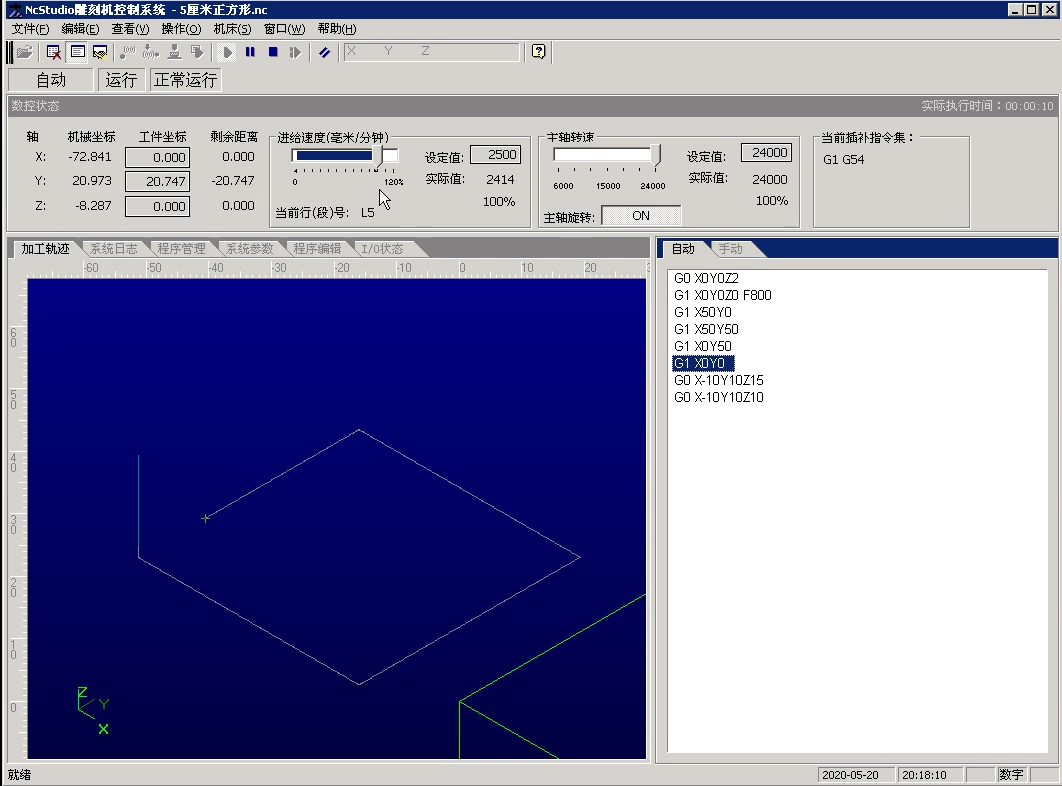 NcStudio雕刻机控制系统 - 5厘米正方形.nc
文件(F) 编辑(E) 查看(V) 操作(O) 机床(S) 窗口(W) 帮助(H)
X Y Z
自动 运行 正常运行
数控状态 实际执行时间：00:00:10
轴 机械坐标 工件坐标 剩余距离
X: -72.841 0.000 0.000
Y: 20.973 20.747 -20.747
Z: -8.287 0.000 0.000
进给速度(毫米/分钟)
0 120%
设定值: 2500
实际值: 2414
100%
当前行(段)号: L5
主轴转速
6000 15000 24000
设定值: 24000
实际值: 24000
100%
主轴旋转: ON
当前插补指令集：
G1 G54
加工轨迹 系统日志 程序管理 系统参数 程序编辑 I/O状态
-60 -50 -40 -30 -20 -10 0 10 20
60
50
40
30
20
10
0
Z
Y
X
自动 手动
G0 X0Y0Z2
G1 X0Y0Z0 F800
G1 X50Y0
G1 X50Y50
G1 X0Y50
G1 X0Y0
G0 X-10Y10Z15
G0 X-10Y10Z10
就绪 2020-05-20 20:18:10 数字